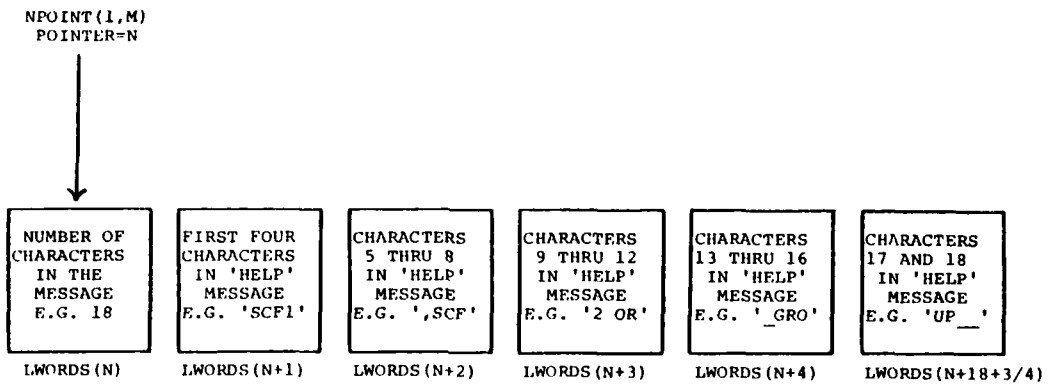 NPOINT(1,M)
POINTER=N
NUMBER OF
CHARACTERS
IN THE
MESSAGE
E.G. 18
LWORDS(N)
FIRST FOUR
CHARACTERS
IN 'HELP'
MESSAGE
E.G. 'SCF1'
LWORDS(N+1)
CHARACTERS
5 THRU 8
IN 'HELP'
MESSAGE
E.G. ',SCF'
LWORDS(N+2)
CHARACTERS
9 THRU 12
IN 'HELP'
MESSAGE
E.G. '2 OR'
LWORDS(N+3)
CHARACTERS
13 THRU 16
IN 'HELP'
MESSAGE
E.G. '_GRO'
LWORDS(N+4)
CHARACTERS
17 AND 18
IN 'HELP'
MESSAGE
E.G. 'UP__'
LWORDS(N+18+3/4)